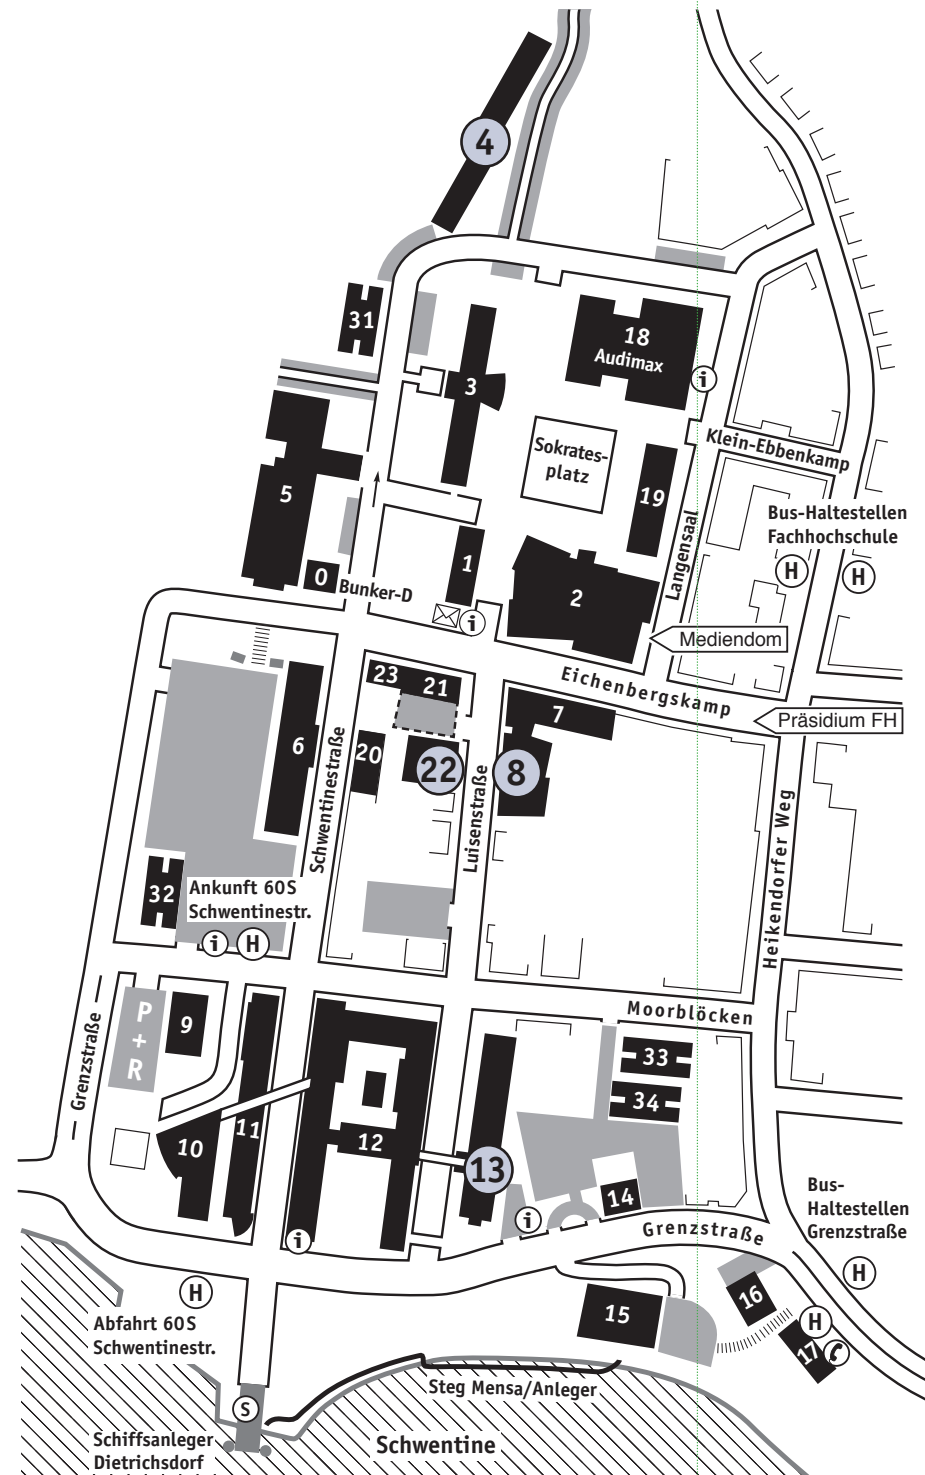 4
31
18
Audimax
i
3
Klein-Ebbenkamp
Sokrates-
platz
19
5
Bus-Haltestellen
Fachhochschule
H
H
Langensaal
1
0
Bunker-D
2
i
Mediendom
23
21
Eichenbergskamp
7
Präsidium FH
6
20
22
8
Schwentinestraße
Luisenstraße
Heikendorfer Weg
32
Ankunft 60S
Schwentinestr.
i
H
P
+
R
9
Moorblöcken
33
34
Grenzstraße
10
11
12
13
14
i
i
Grenzstraße
Bus-
Haltestellen
Grenzstraße
H
H
Abfahrt 60S
Schwentinestr.
15
16
H
17
Steg Mensa/Anleger
S
Schiffsanleger
Dietrichsdorf
Schwentine